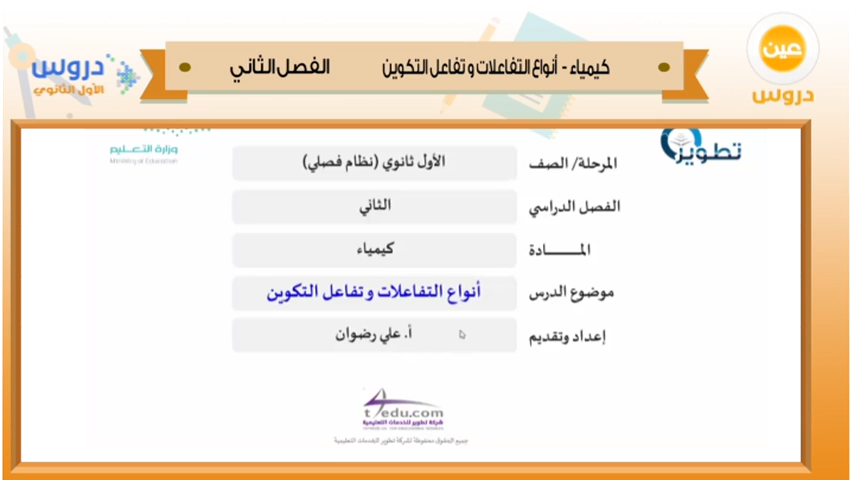 عين
دروس
كيمياء - أنواع التفاعلات و تفاعل التكوين
الفصل الثاني
دروس
الأول الثانوي
تطوير
وزارة التعليم
Ministry of Education
المرحلة/ الصف
الأول ثانوي (نظام فصلي)
الفصل الدراسي
الثاني
المـــــــادة
كيمياء
موضوع الدرس
أنواع التفاعلات و تفاعل التكوين
إعداد وتقديم
أ. علي رضوان
t4edu.com
شركة تطوير للخدمات التعليمية
جميع الحقوق محفوظة لشركة تطوير للخدمات التعليمية